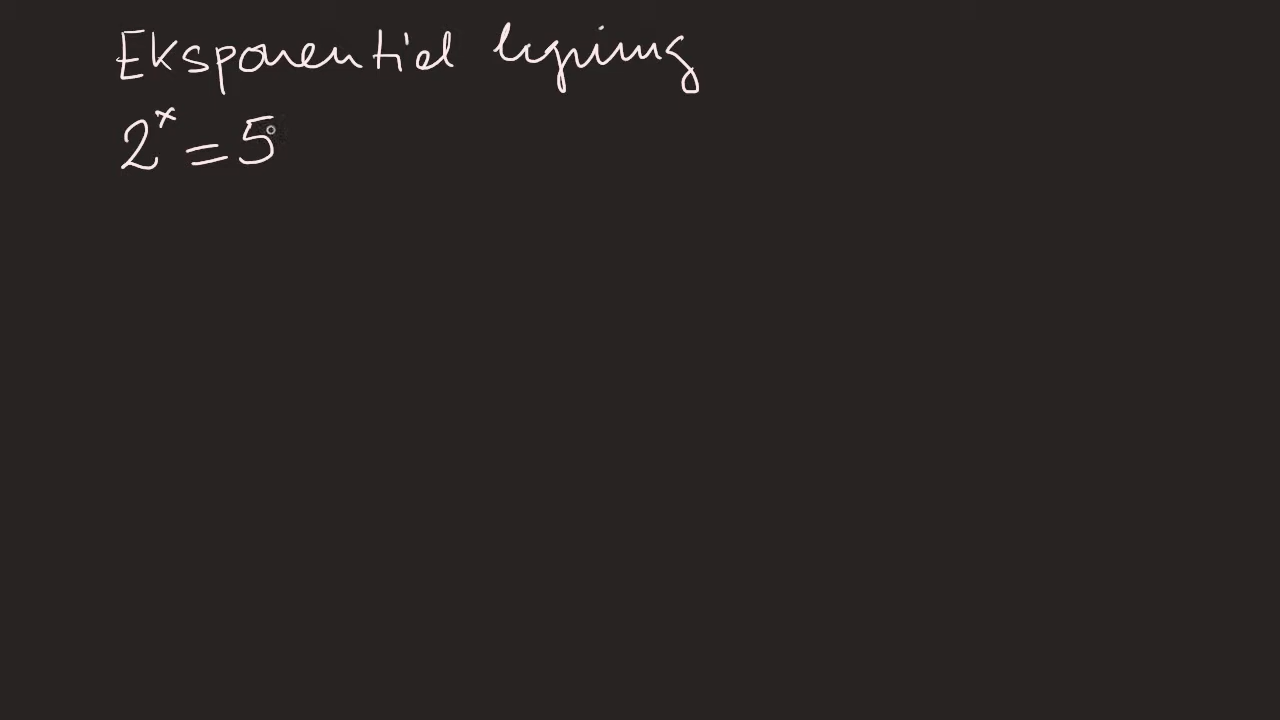 Eksponentiel ligning
2^x = 5